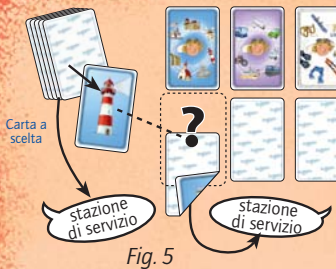 ?
Carta a
scelta
stazione
di servizio
stazione
di servizio
Fig. 5